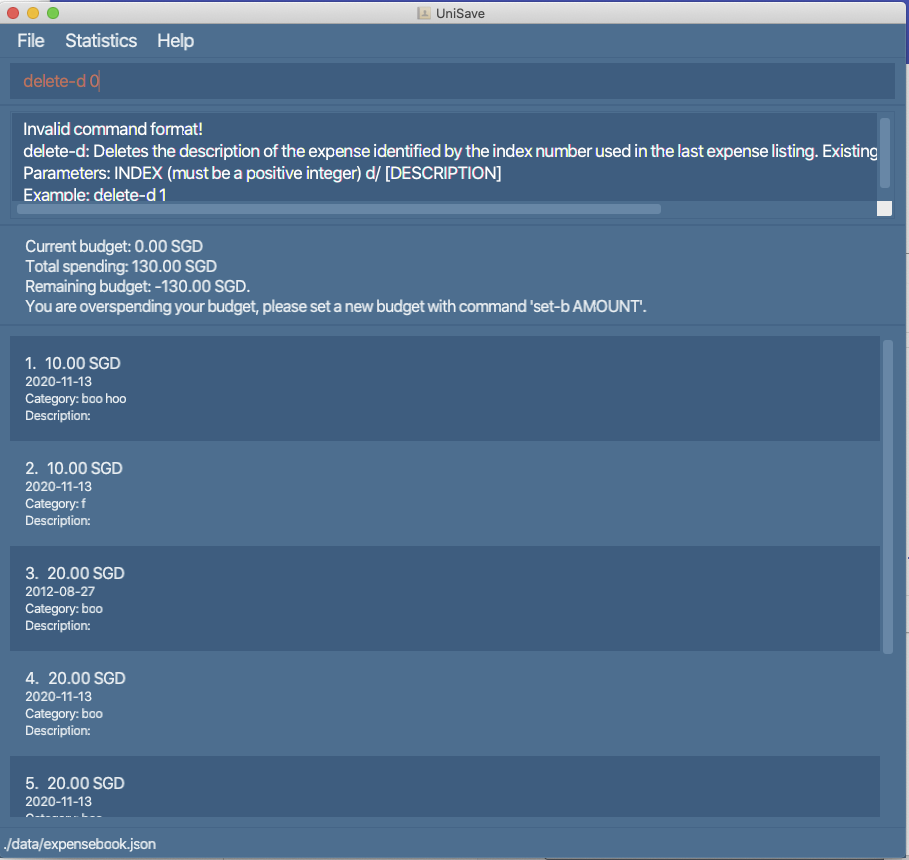 UniSave
File Statistics Help
delete-d 0
Invalid command format!
delete-d: Deletes the description of the expense identified by the index number used in the last expense listing. Existing
Parameters: INDEX (must be a positive integer) d/ [DESCRIPTION]
Example: delete-d 1
Current budget: 0.00 SGD
Total spending: 130.00 SGD
Remaining budget: -130.00 SGD.
You are overspending your budget, please set a new budget with command 'set-b AMOUNT'.
1. 10.00 SGD
2020-11-13
Category: boo hoo
Description:
2. 10.00 SGD
2020-11-13
Category: f
Description:
3. 20.00 SGD
2012-08-27
Category: boo
Description:
4. 20.00 SGD
2020-11-13
Category: boo
Description:
5. 20.00 SGD
2020-11-13
./data/expensebook.json